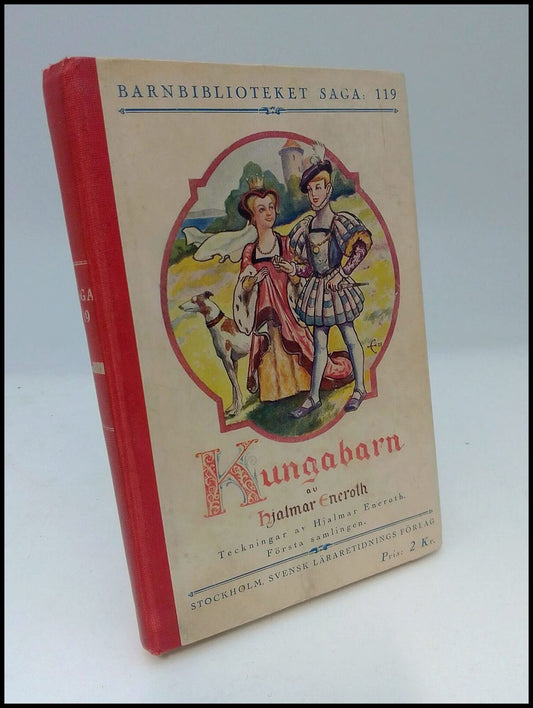 BARNBIBLIOTEKET SAGA: 119
Kungabarn
av
Hjalmar Eneroth
Teckningar av Hjalmar Eneroth.
Första samlingen.
STOCKHOLM, SVENSK LÄRARETIDNINGS FÖRLAG
Pris: 2 Kr.